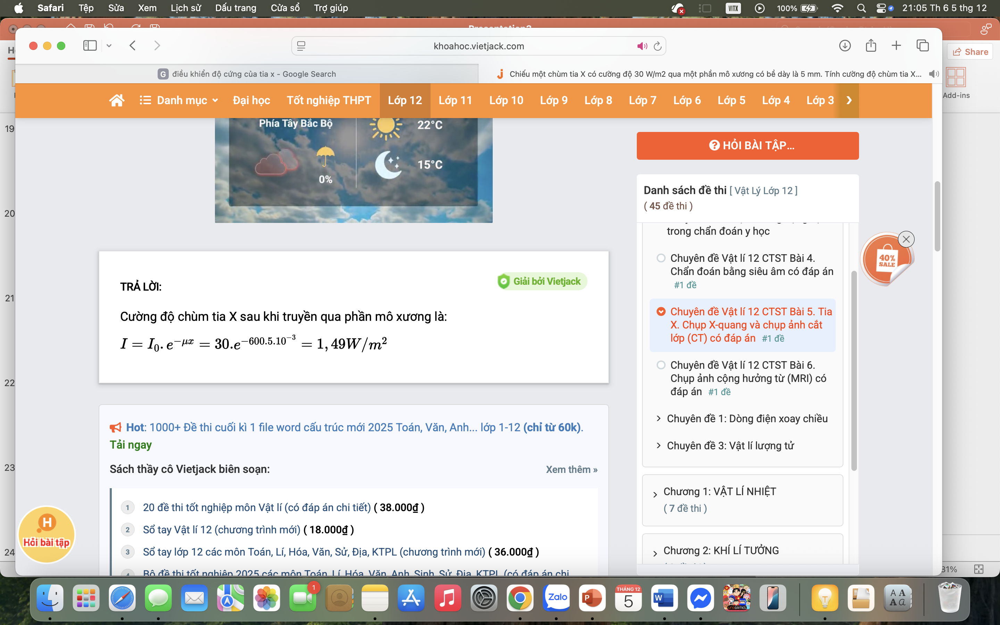 Safari Tệp Sửa Xem Lịch sử Dấu trang Cửa sổ Trợ giúp
VITX 100% 21:05 Th 6 5 thg 12
khoahoc.vietjack.com
Share
G điều khiển độ cứng của tia x - Google Search
Chiếu một chùm tia X có cường độ 30 W/m2 qua một phần mô xương có bề dày là 5 mm. Tính cường độ chùm tia X...
Add-ins
Danh mục Đại học Tốt nghiệp THPT Lớp 12 Lớp 11 Lớp 10 Lớp 9 Lớp 8 Lớp 7 Lớp 6 Lớp 5 Lớp 4 Lớp 3
19
20
21
22
23
24
Phía Tây Bắc Bộ
22°C
15°C
0%
TRẢ LỜI:
Giải bởi Vietjack
Cường độ chùm tia X sau khi truyền qua phần mô xương là:
I = I₀. e^{−μx} = 30.e^{−600.5.10^{−3}} = 1, 49W/m²
Hot: 1000+ Đề thi cuối kì 1 file word cấu trúc mới 2025 Toán, Văn, Anh... lớp 1-12 (chỉ từ 60k).
Tải ngay
Sách thầy cô Vietjack biên soạn:
Xem thêm »
1 20 đề thi tốt nghiệp môn Vật lí (có đáp án chi tiết) ( 38.000₫ )
2 Sổ tay Vật lí 12 (chương trình mới) ( 18.000₫ )
3 Sổ tay lớp 12 các môn Toán, Lí, Hóa, Văn, Sử, Địa, KTPL (chương trình mới) ( 36.000₫ )
Bộ đề thi tốt nghiệp 2025 các môn Toán, Lí, Hóa, Văn, Anh, Sinh, Sử, Địa, KTPL (có đáp án chi
H
Hỏi bài tập
HỎI BÀI TẬP...
Danh sách đề thi [ Vật Lý Lớp 12 ]
( 45 đề thi )
trong chẩn đoán y học
Chuyên đề Vật lí 12 CTST Bài 4.
Chẩn đoán bằng siêu âm có đáp án
#1 đề
Chuyên đề Vật lí 12 CTST Bài 5. Tia
X. Chụp X-quang và chụp ảnh cắt
lớp (CT) có đáp án #1 đề
Chuyên đề Vật lí 12 CTST Bài 6.
Chụp ảnh cộng hưởng từ (MRI) có
đáp án #1 đề
Chuyên đề 1: Dòng điện xoay chiều
Chuyên đề 3: Vật lí lượng tử
Chương 1: VẬT LÍ NHIỆT
( 7 đề thi )
Chương 2: KHÍ LÍ TƯỞNG
40%
SALE
31%
1
Zalo
P
THÁNG 12
5
W
VNGGAMES
T
A A
A a